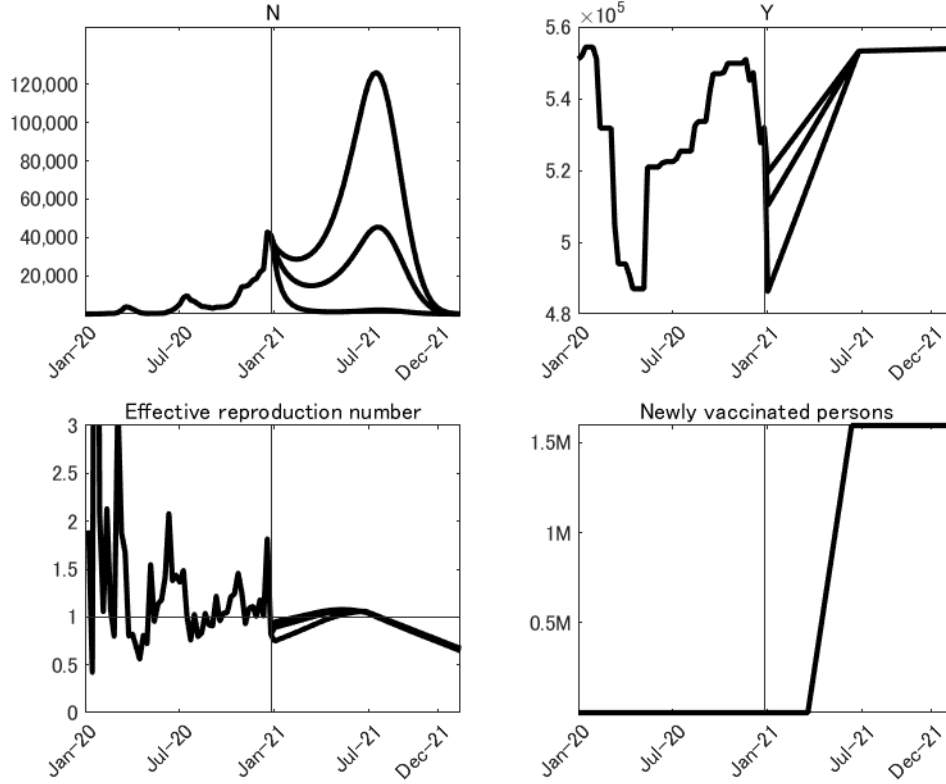 N
120,000
100,000
80,000
60,000
40,000
20,000
Jan-20
Jul-20
Jan-21
Jul-21
Dec-21
Y
×10⁵
5.6
5.4
5.2
5
4.8
Jan-20
Jul-20
Jan-21
Jul-21
Dec-21
Effective reproduction number
3
2.5
2
1.5
1
0.5
0
Jan-20
Jul-20
Jan-21
Jul-21
Dec-21
Newly vaccinated persons
1.5M
1M
0.5M
Jan-20
Jul-20
Jan-21
Jul-21
Dec-21